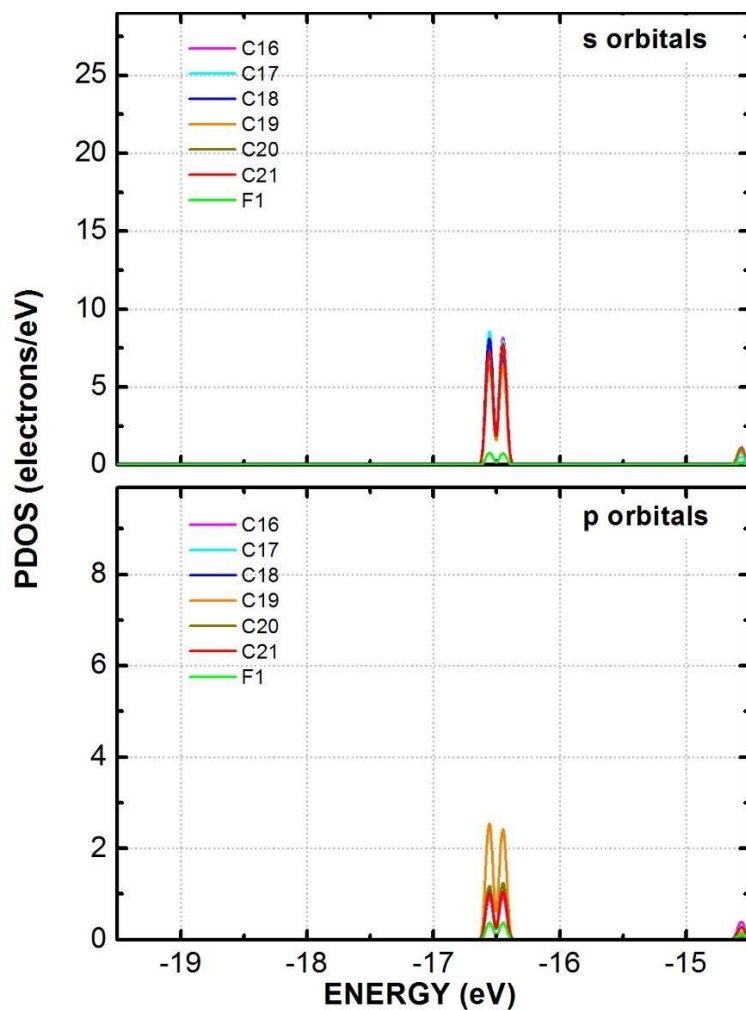 PDOS (electrons/eV)
s orbitals
C16
C17
C18
C19
C20
C21
F1
25
20
15
10
5
0
p orbitals
C16
C17
C18
C19
C20
C21
F1
8
6
4
2
0
-19 -18 -17 -16 -15
ENERGY (eV)